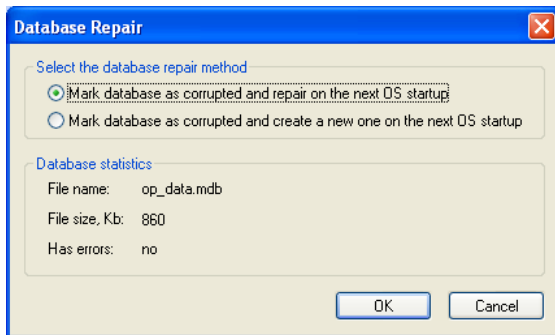 Database Repair
Select the database repair method
Mark database as corrupted and repair on the next OS startup
Mark database as corrupted and create a new one on the next OS startup
Database statistics
File name: op_data.mdb
File size, Kb: 860
Has errors: no
OK Cancel